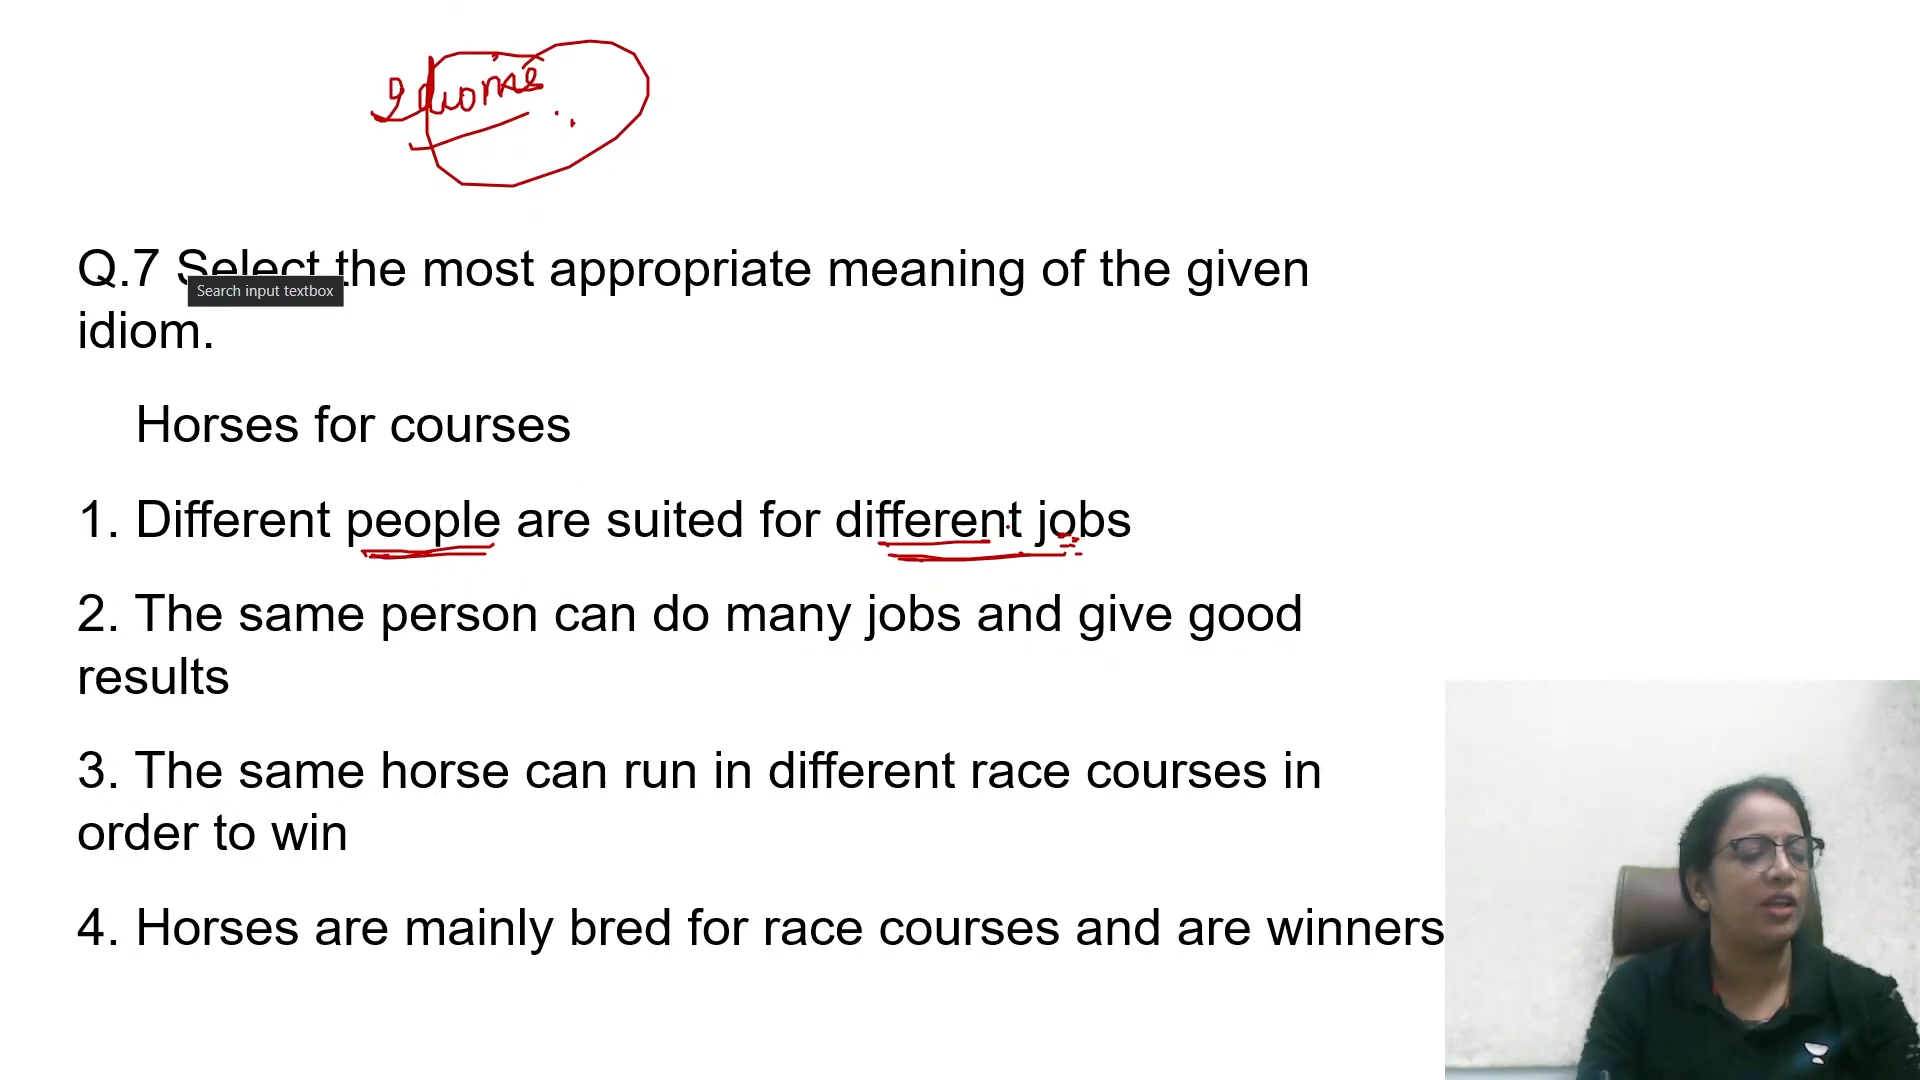 Idioms
Q.7 Select the most appropriate meaning of the given
Search input textbox
idiom.
Horses for courses
1. Different people are suited for different jobs
2. The same person can do many jobs and give good
results
3. The same horse can run in different race courses in
order to win
4. Horses are mainly bred for race courses and are winners